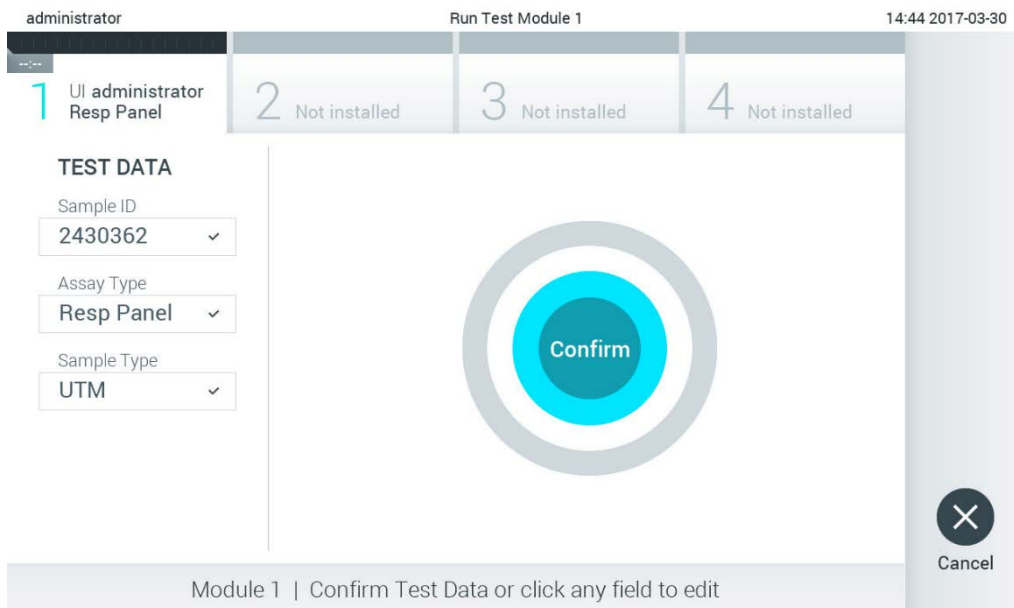 administrator
Run Test Module 1
14:44 2017-03-30
--:--
1 UI administrator
Resp Panel
2 Not installed
3 Not installed
4 Not installed
TEST DATA
Sample ID
2430362
Assay Type
Resp Panel
Sample Type
UTM
Confirm
Cancel
Module 1 | Confirm Test Data or click any field to edit